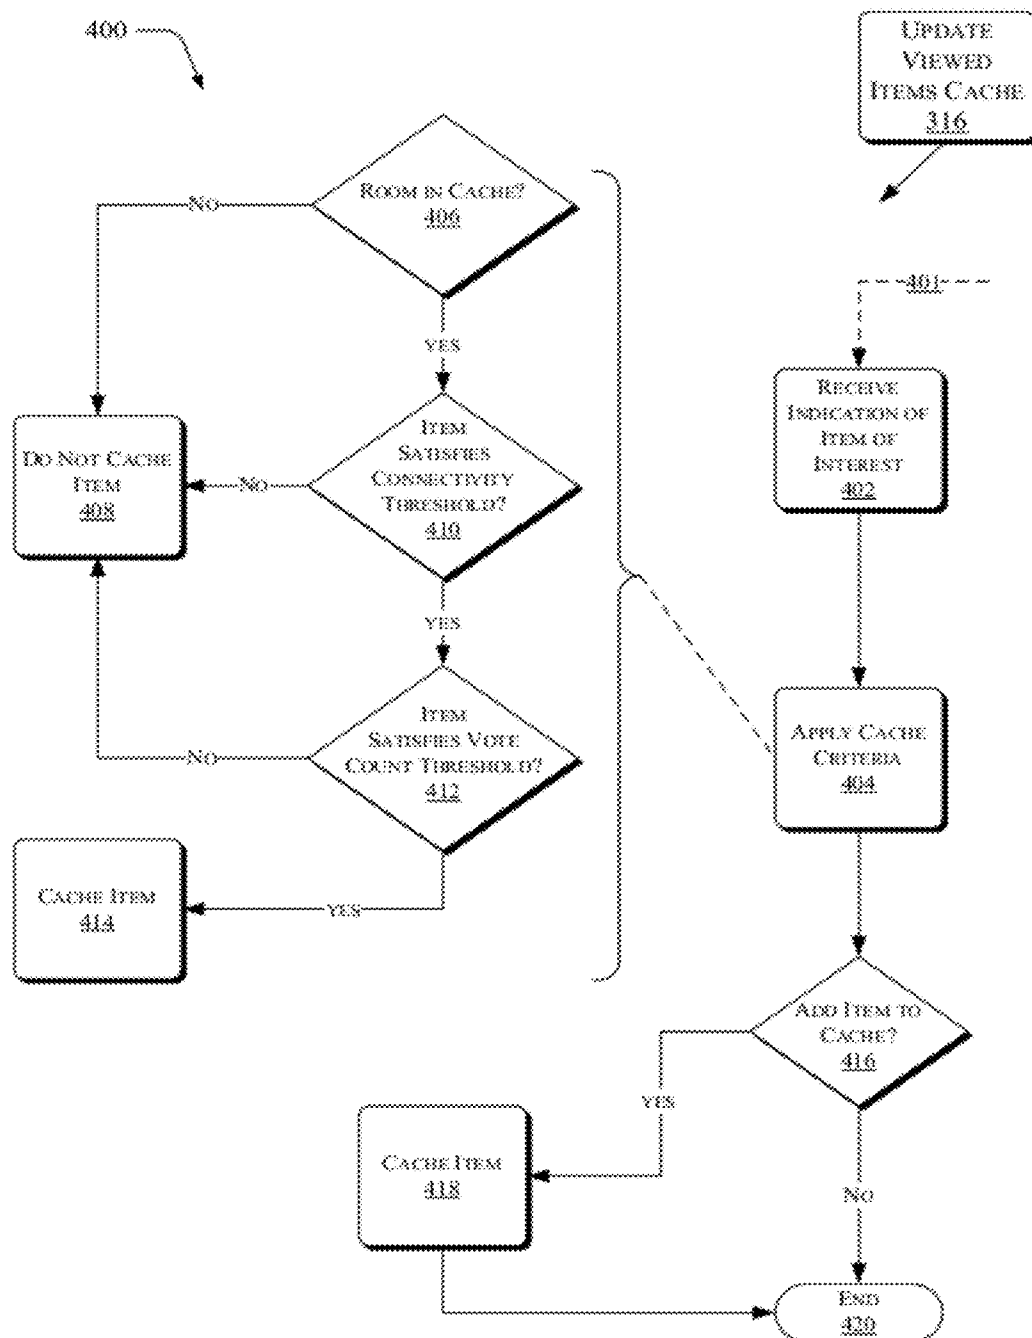 400
UPDATE
VIEWED
ITEMS CACHE
316
ROOM IN CACHE?
406
NO
YES
401
RECEIVE
INDICATION OF
ITEM OF
INTEREST
402
ITEM
SATISFIES
CONNECTIVITY
THRESHOLD?
410
NO
DO NOT CACHE
ITEM
408
YES
ITEM
SATISFIES VOTE
COUNT THRESHOLD?
412
NO
APPLY CACHE
CRITERIA
404
CACHE ITEM
414
YES
ADD ITEM TO
CACHE?
416
YES
CACHE ITEM
418
NO
END
420